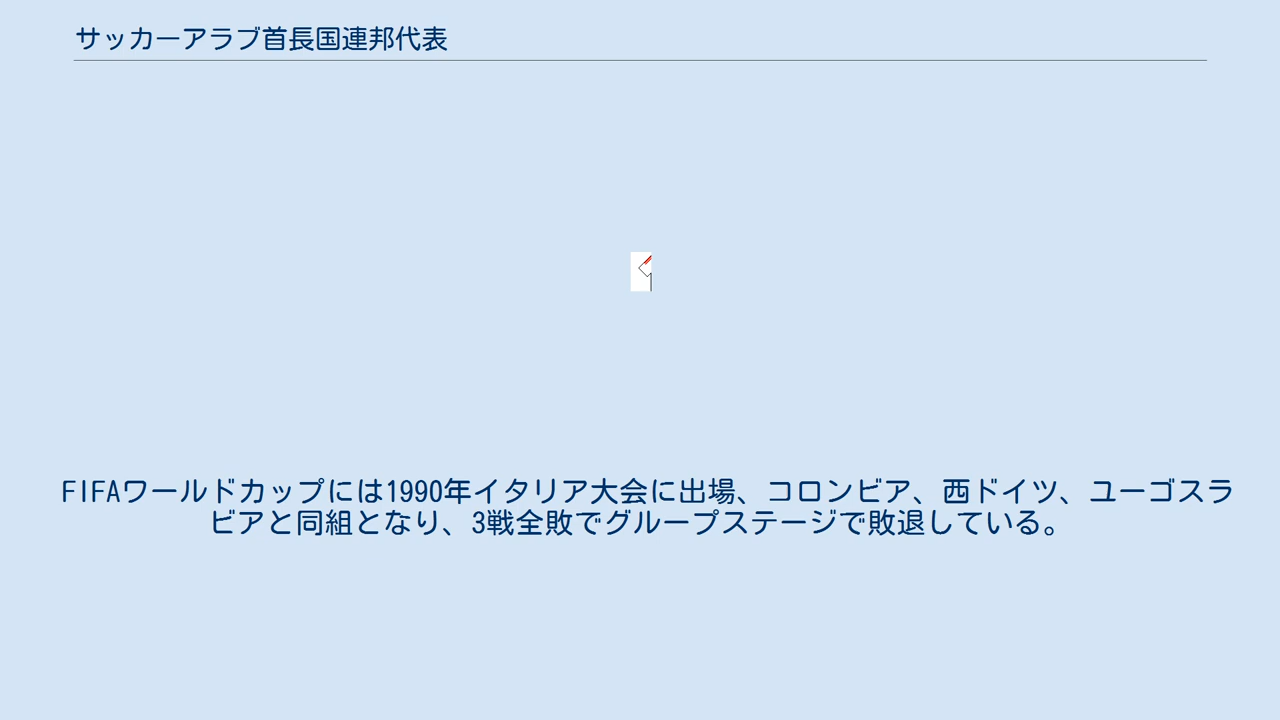 サッカーアラブ首長国連邦代表
FIFAワールドカップには1990年イタリア大会に出場、コロンビア、西ドイツ、ユーゴスラ
ビアと同組となり、3戦全敗でグループステージで敗退している。